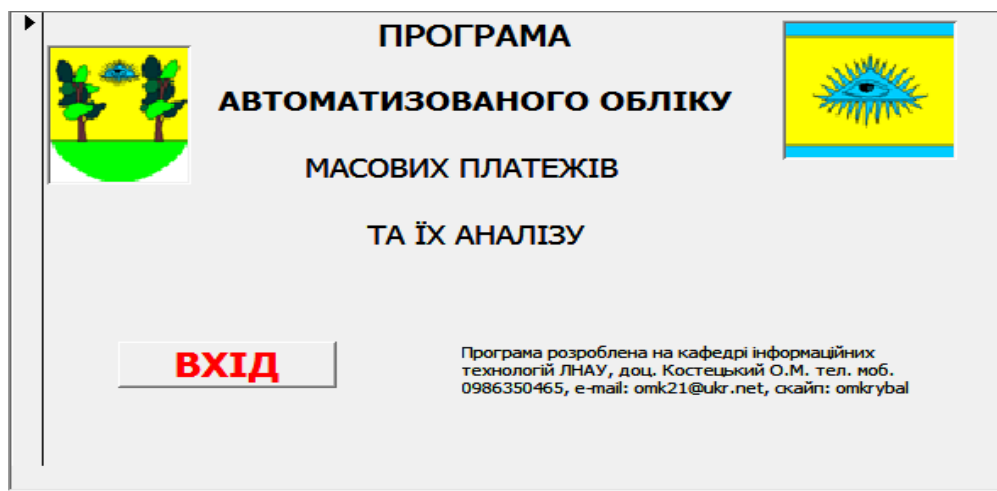 ПРОГРАМА
АВТОМАТИЗОВАНОГО ОБЛІКУ
МАСОВИХ ПЛАТЕЖІВ
ТА ЇХ АНАЛІЗУ
ВХІД
Програма розроблена на кафедрі інформаційних
технологій ЛНАУ, доц. Костецький О.М. тел. моб.
0986350465, e-mail: omk21@ukr.net, скайп: omkrybal